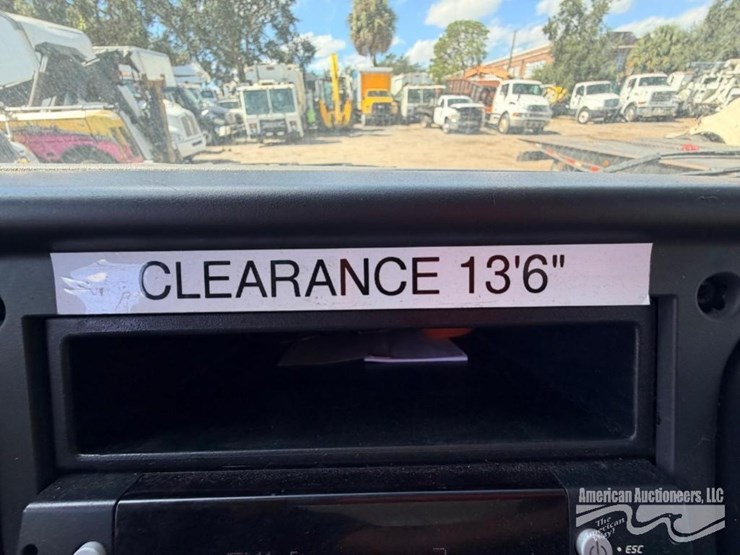 CLEARANCE 13'6"
American Auctioneers, LLC
The
American
Way!
• ESC